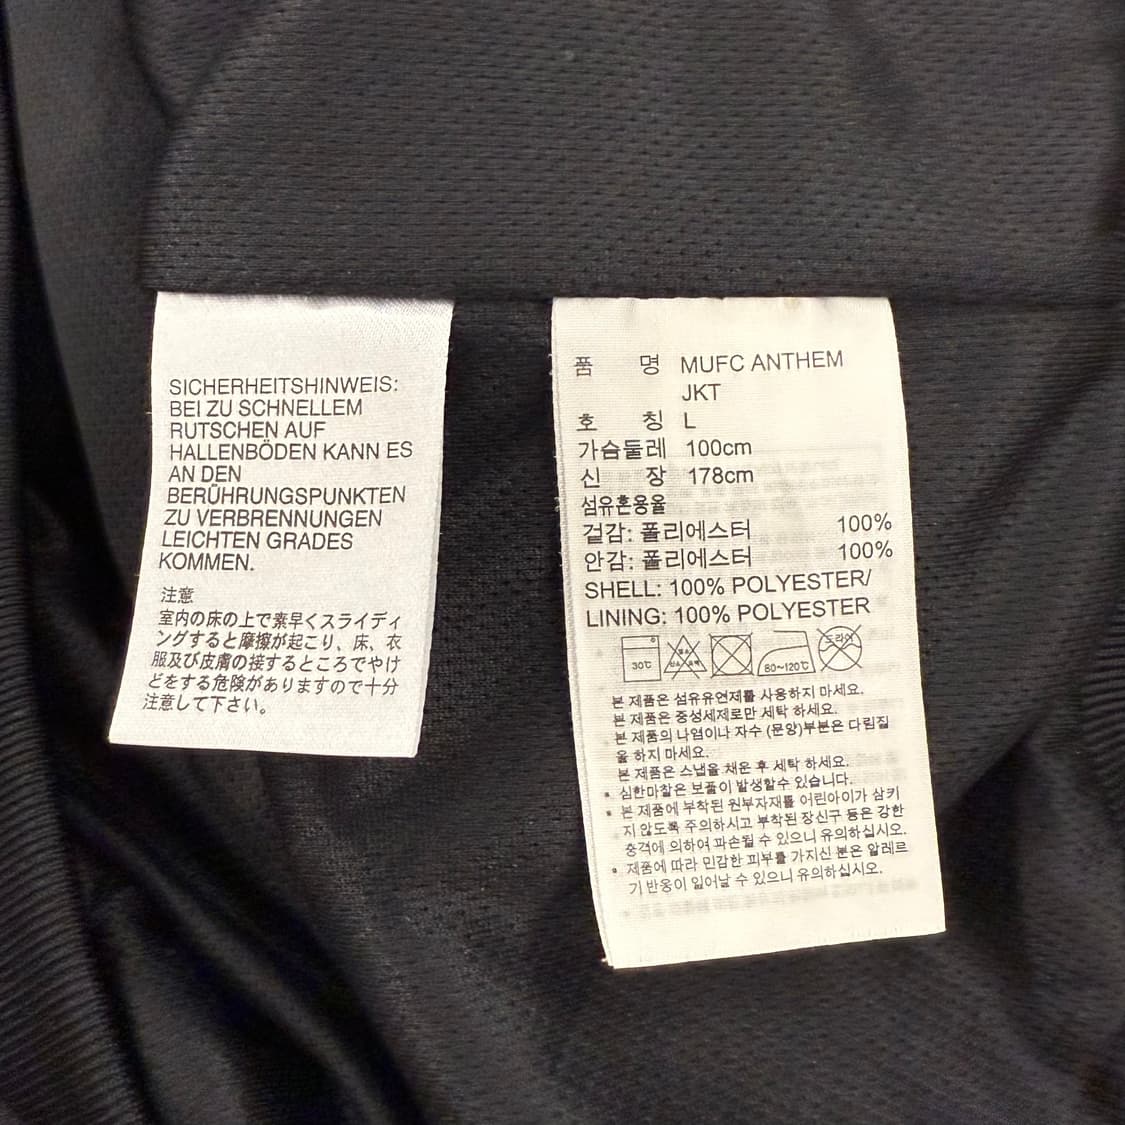 SICHERHEITSHINWEIS:
BEI ZU SCHNELLEM
RUTSCHEN AUF
HALLENBÖDEN KANN ES
AN DEN
BERÜHRUNGSPUNKTEN
ZU VERBRENNUNGEN
LEICHTEN GRADES
KOMMEN.
注意
室内の床の上で素早くスライディ
ングすると摩擦が起こり、床、衣
服及び皮膚の接するところでやけ
どをする危険がありますので十分
注意して下さい。
품 명 MUFC ANTHEM
JKT
호 칭 L
가슴둘레 100cm
신 장 178cm
섬유혼용율
겉감: 폴리에스터 100%
안감: 폴리에스터 100%
SHELL: 100% POLYESTER/
LINING: 100% POLYESTER
30℃ 80~120℃ 드라이
본 제품은 섬유유연제를 사용하지 마세요.
본 제품은 중성세제로만 세탁 하세요.
본 제품의 나염이나 자수 (문양)부분은 다림질
을 하지 마세요.
본 제품은 스냅을 채운 후 세탁 하세요.
• 심한마찰은 보풀이 발생할수 있습니다.
• 본 제품에 부착된 원부자재를 어린아이가 삼키
지 않도록 주의하시고 부착된 장신구 등은 강한
충격에 의하여 파손될 수 있으니 유의하십시오.
• 제품에 따라 민감한 피부를 가지신 분은 알레르
기 반응이 일어날 수 있으니 유의하십시오.